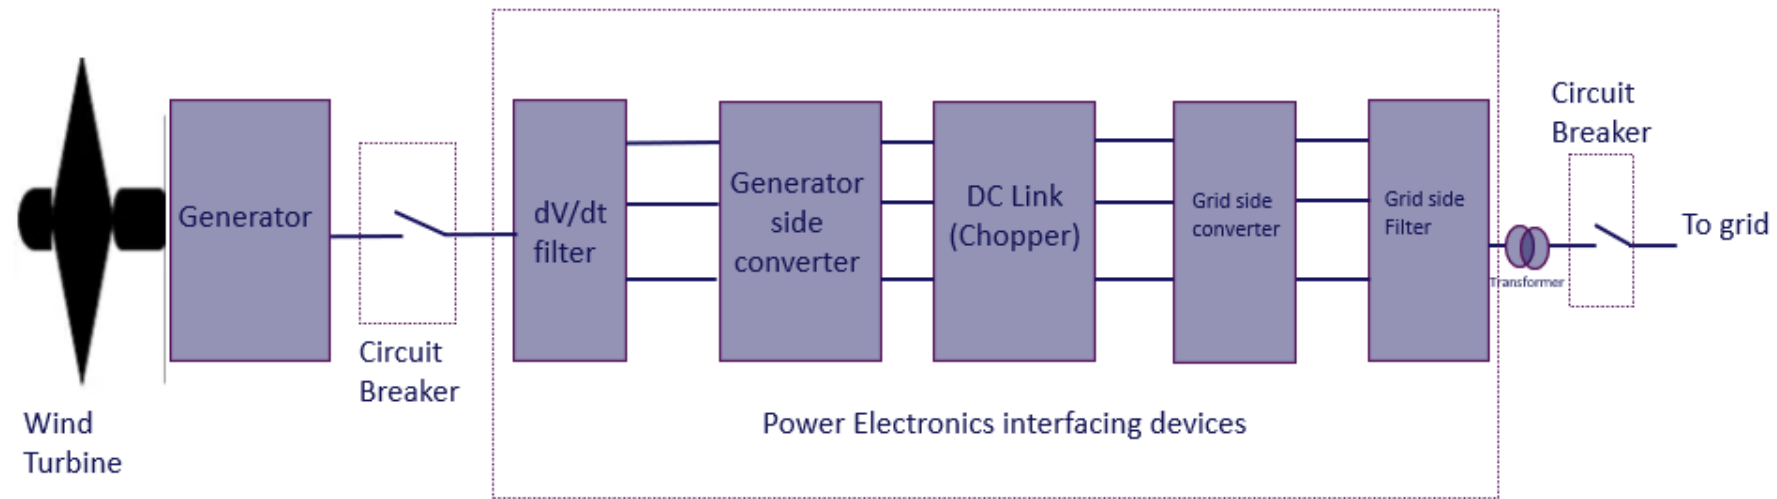 Wind
Turbine
Generator
Circuit
Breaker
dV/dt
filter
Generator
side
converter
DC Link
(Chopper)
Grid side
converter
Grid side
Filter
Power Electronics interfacing devices
Transformer
Circuit
Breaker
To grid